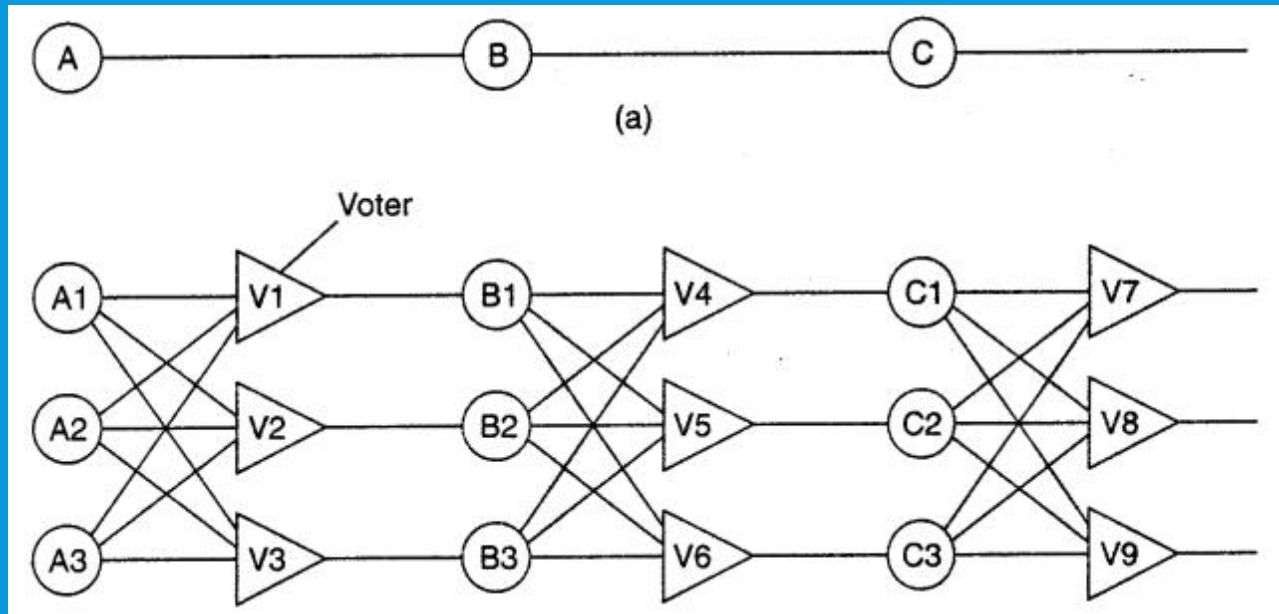 A B C
(a)
Voter
A1 V1 B1 V4 C1 V7
A2 V2 B2 V5 C2 V8
A3 V3 B3 V6 C3 V9